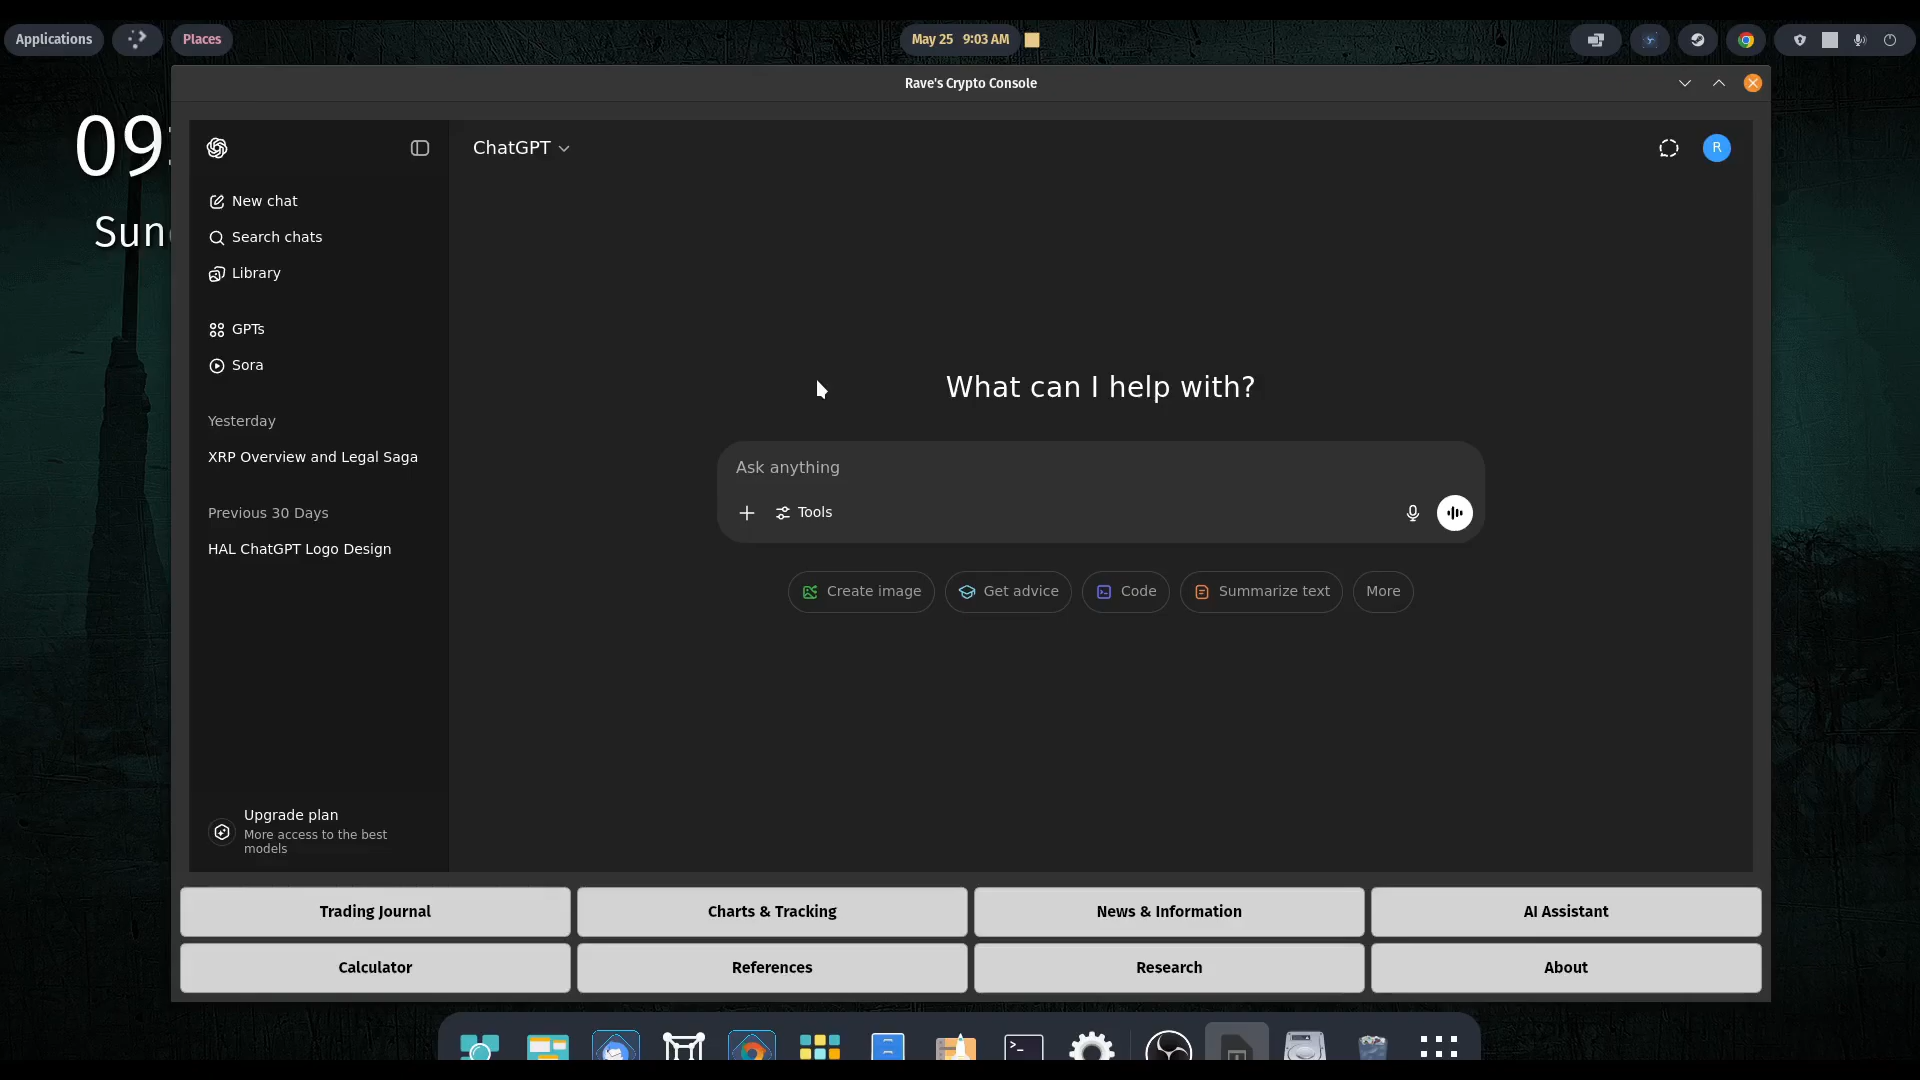 Applications
Places
May 25 9:03 AM
Rave's Crypto Console
09:
Sun
ChatGPT
R
New chat
Search chats
Library
GPTs
Sora
Yesterday
XRP Overview and Legal Saga
Previous 30 Days
HAL ChatGPT Logo Design
Upgrade plan
More access to the best
models
What can I help with?
Ask anything
Tools
Create image
Get advice
Code
Summarize text
More
Trading Journal
Charts & Tracking
News & Information
AI Assistant
Calculator
References
Research
About